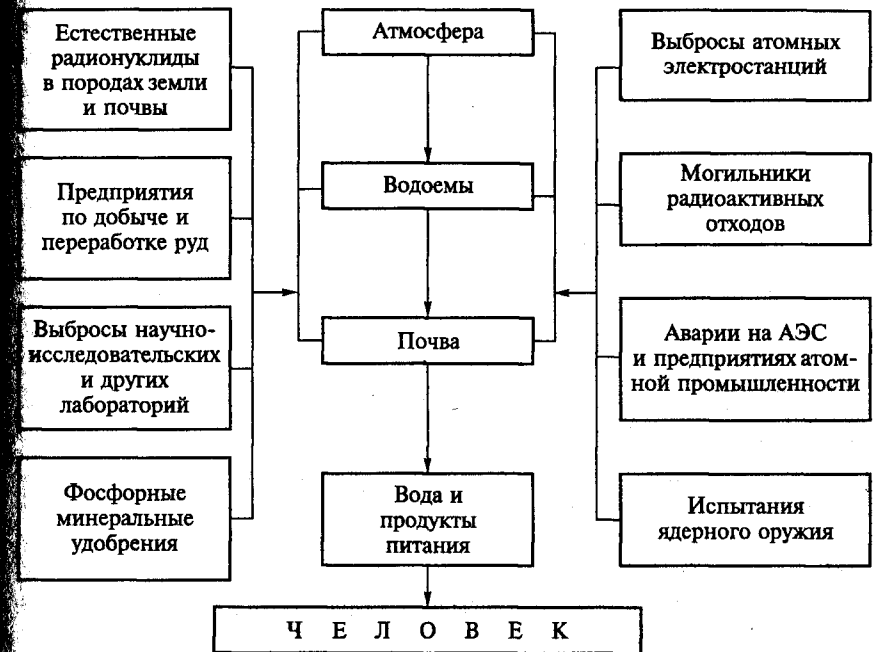 Естественные
радионуклиды
в породах земли
и почвы
Предприятия
по добыче и
переработке руд
Выбросы научно-
исследовательских
и других
лабораторий
Фосфорные
минеральные
удобрения
Атмосфера
Водоемы
Почва
Вода и
продукты
питания
Выбросы атомных
электростанций
Могильники
радиоактивных
отходов
Аварии на АЭС
и предприятиях атом-
ной промышленности
Испытания
ядерного оружия
Ч Е Л О В Е К